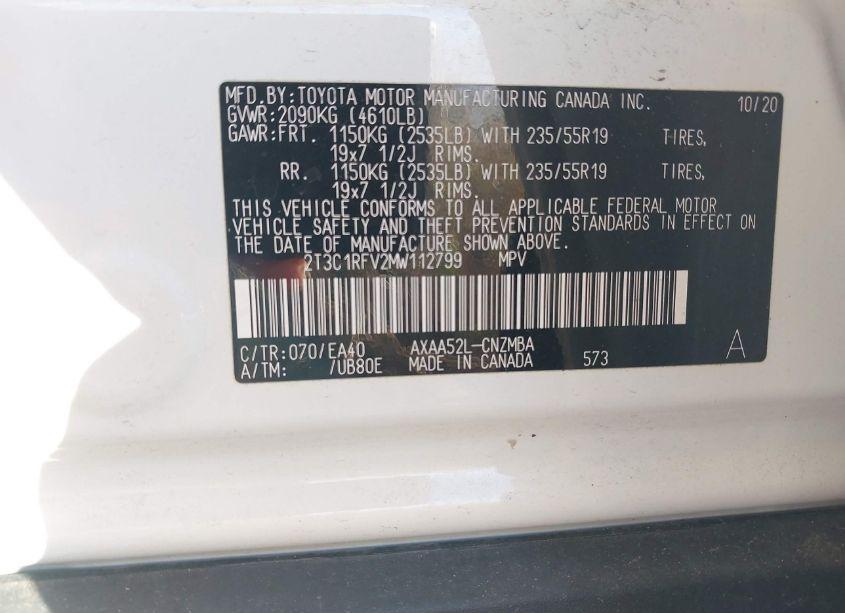 MFD.BY:TOYOTA MOTOR MANUFACTURING CANADA INC. 10/20
GVWR:2090KG (4610LB)
GAWR:FRT. 1150KG (2535LB) WITH 235/55R19 TIRES,
19x7 1/2J RIMS.
RR. 1150KG (2535LB) WITH 235/55R19 TIRES,
19x7 1/2J RIMS.
THIS VEHICLE CONFORMS TO ALL APPLICABLE FEDERAL MOTOR
VEHICLE SAFETY AND THEFT PREVENTION STANDARDS IN EFFECT ON
THE DATE OF MANUFACTURE SHOWN ABOVE.
2T3C1RFV2MW112799 MPV
C/TR:070/EA40 AXAA52L-CNZMBA A
A/TM: /UB80E MADE IN CANADA 573